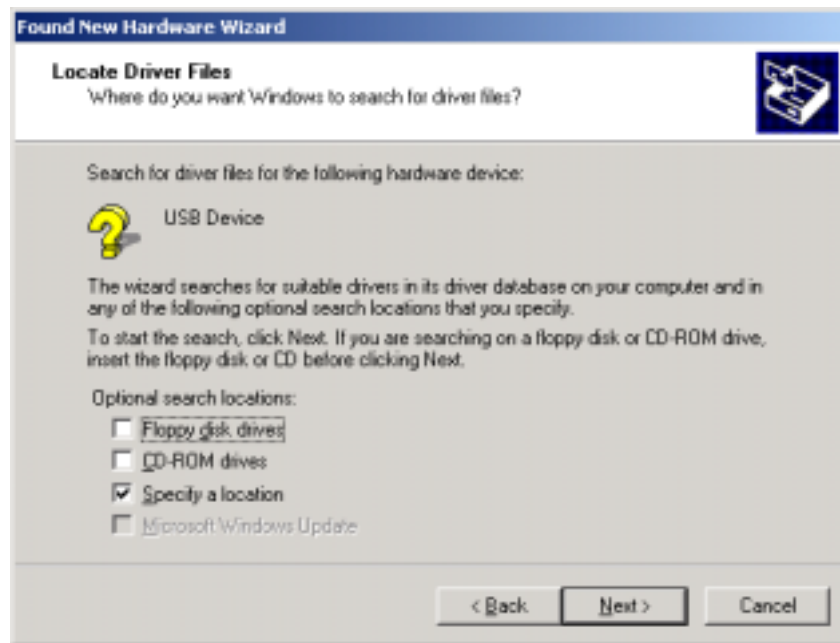 Found New Hardware Wizard
Locate Driver Files
Where do you want Windows to search for driver files?
Search for driver files for the following hardware device:
USB Device
The wizard searches for suitable drivers in its driver database on your computer and in
any of the following optional search locations that you specify.
To start the search, click Next. If you are searching on a floppy disk or CD-ROM drive,
insert the floppy disk or CD before clicking Next.
Optional search locations:
Floppy disk drives
CD-ROM drives
Specify a location
Microsoft Windows Update
< Back
Next >
Cancel